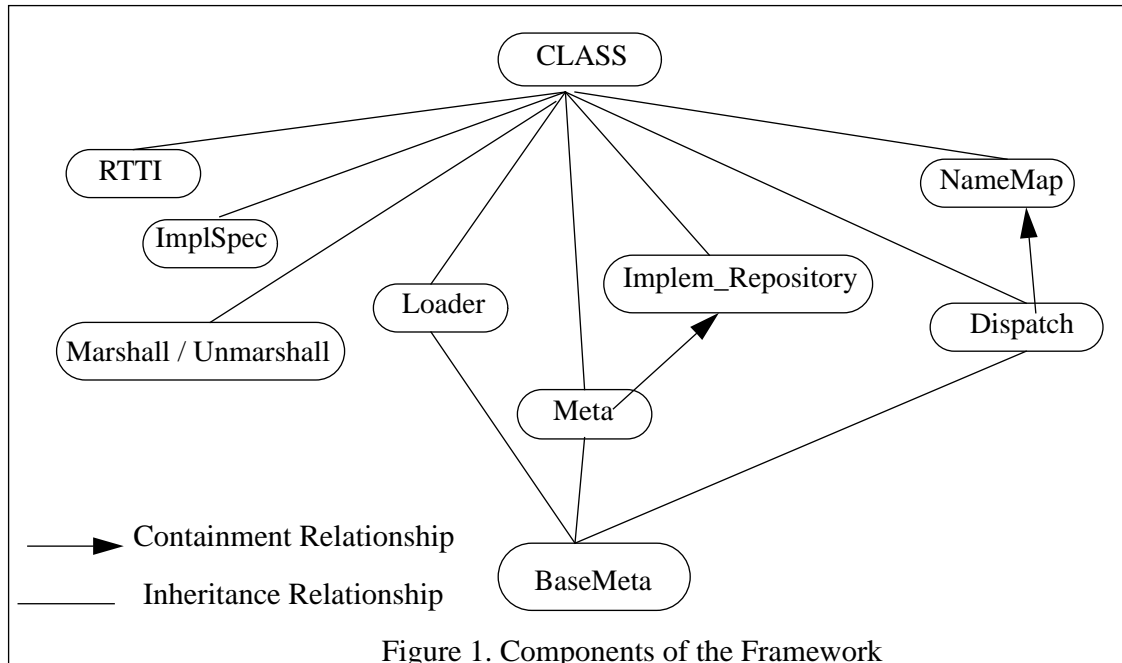 CLASS
RTTI
NameMap
ImplSpec
Implem_Repository
Loader
Dispatch
Marshall / Unmarshall
Meta
Containment Relationship
BaseMeta
Inheritance Relationship
Figure 1. Components of the Framework